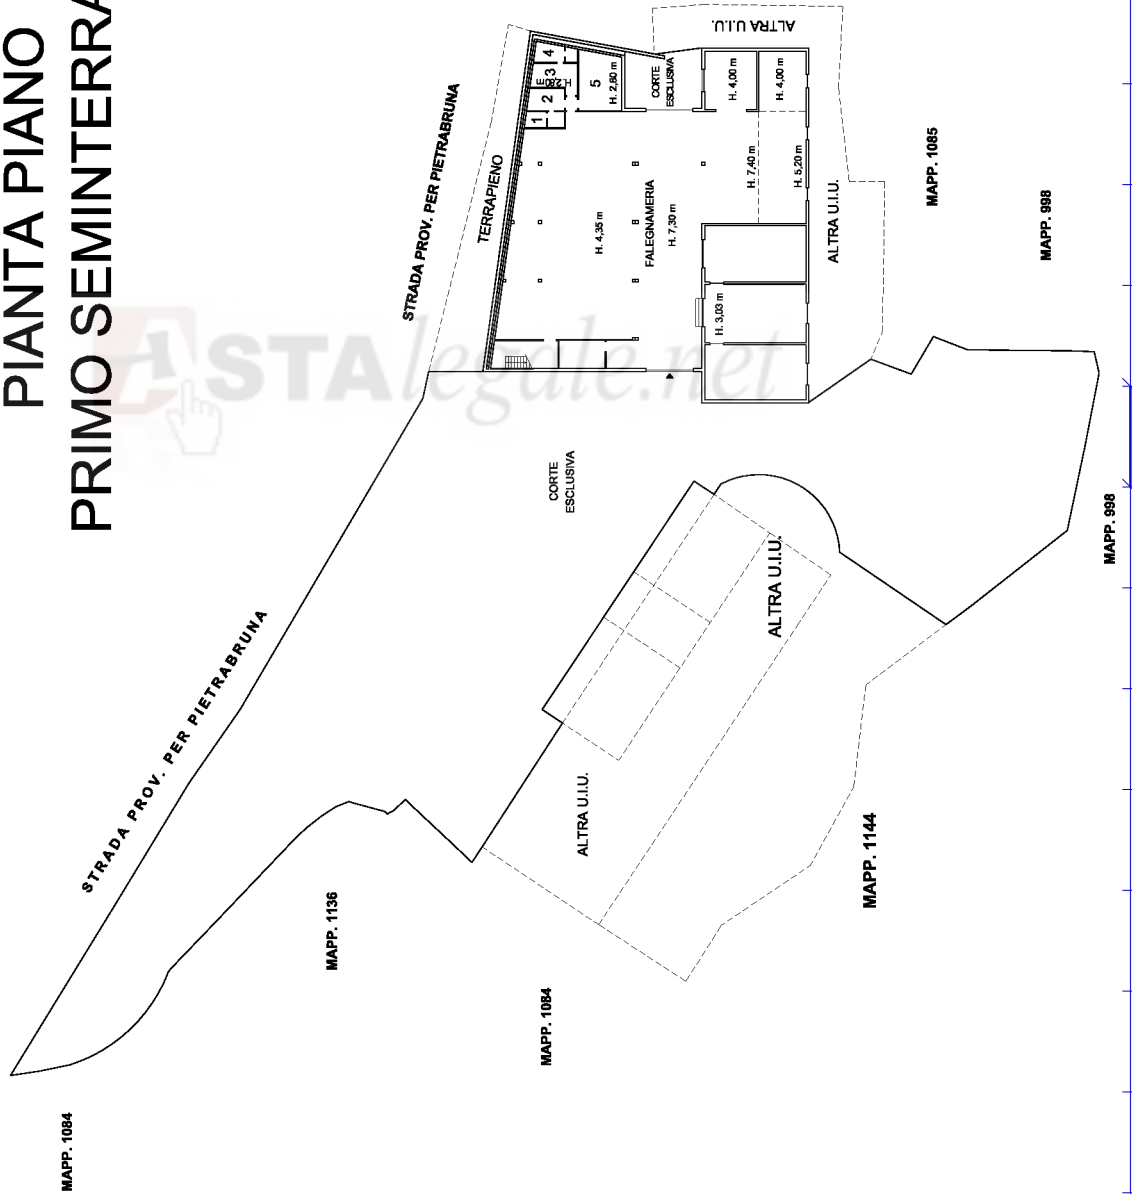 PIANTA PIANO
PRIMO SEMINTERRA
STRADA PROV. PER PIETRABRUNA
TERRAPIENO
ALTRA U.I.U.
1
2
3
4
5
H. 2,60 m
CORTE
ESCLUSIVA
H. 4,00 m
H. 4,00 m
H. 7,40 m
H. 5,20 m
H. 4,35 m
FALEGNAMERIA
H. 7,30 m
H. 3,03 m
ALTRA U.I.U.
MAPP. 1085
MAPP. 998
ASTAlegale.net
CORTE
ESCLUSIVA
MAPP. 998
STRADA PROV. PER PIETRABRUNA
ALTRA U.I.U.
ALTRA U.I.U.
MAPP. 1144
MAPP. 1136
MAPP. 1084
MAPP. 1084